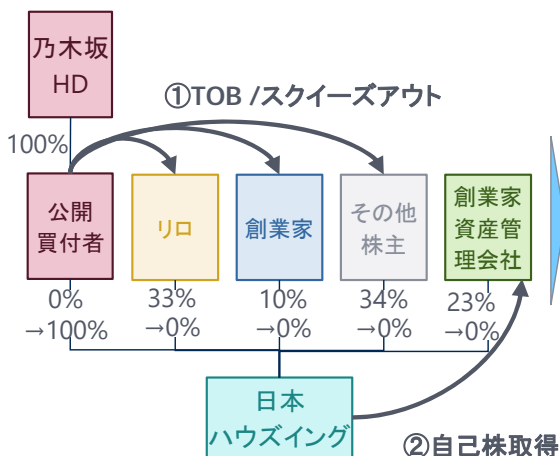 乃木坂
HD
①TOB /スクイーズアウト
100%
公開
買付者
リロ
創業家
その他
株主
創業家
資産管
理会社
0%
→100%
33%
→0%
10%
→0%
34%
→0%
23%
→0%
日本
ハウズイング
②自己株取得